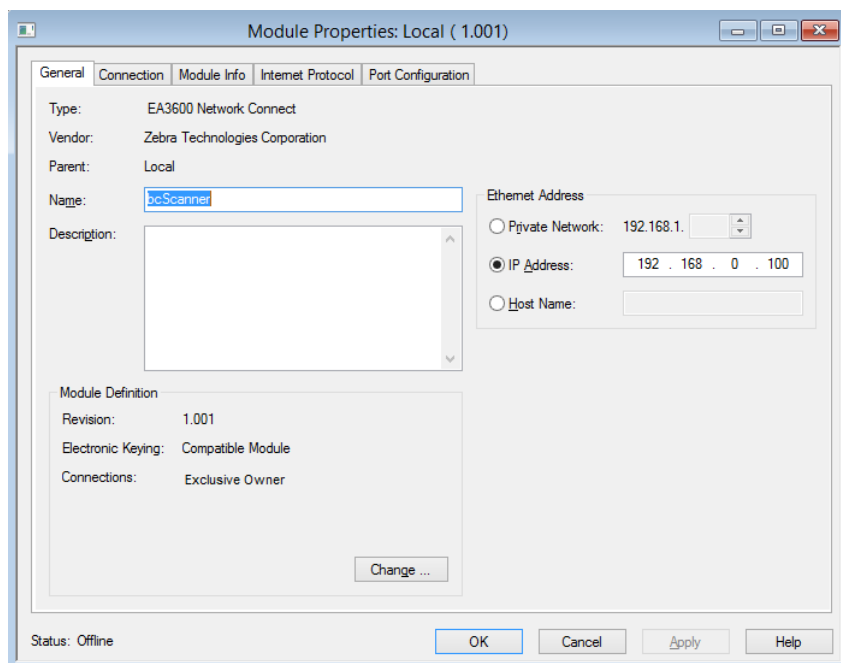 Module Properties: Local ( 1.001)
General Connection Module Info Internet Protocol Port Configuration
Type: EA3600 Network Connect
Vendor: Zebra Technologies Corporation
Parent: Local
Name: bcScanner
Description:
Ethernet Address
Private Network: 192.168.1.
IP Address: 192 . 168 . 0 . 100
Host Name:
Module Definition
Revision: 1.001
Electronic Keying: Compatible Module
Connections: Exclusive Owner
Change ...
Status: Offline
OK Cancel Apply Help